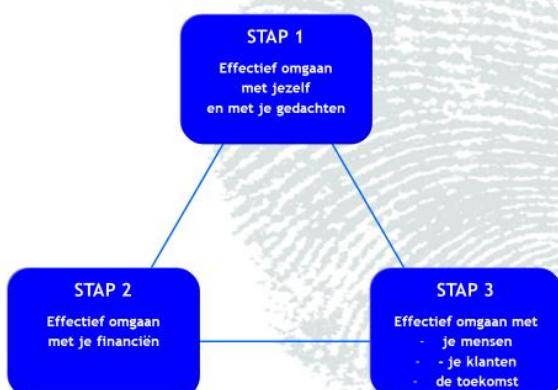 STAP 1
Effectief omgaan
met jezelf
en met je gedachten
STAP 2
Effectief omgaan
met je financiën
STAP 3
Effectief omgaan met
- je mensen
- - je klanten
- de toekomst